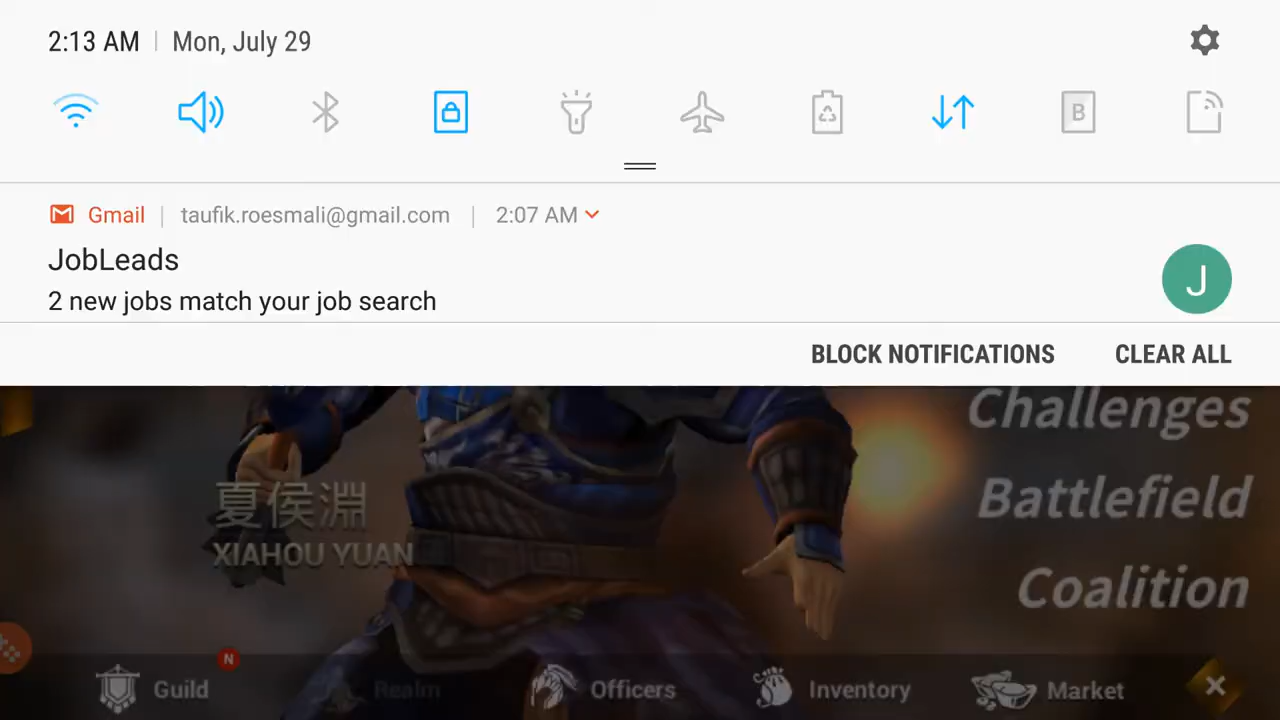 2:13 AM | Mon, July 29
B
Gmail | taufik.roesmali@gmail.com | 2:07 AM
JobLeads
J
2 new jobs match your job search
BLOCK NOTIFICATIONS CLEAR ALL
Challenges
Battlefield
夏侯淵
XIAHOU YUAN
Coalition
N
Guild Realm Officers Inventory Market